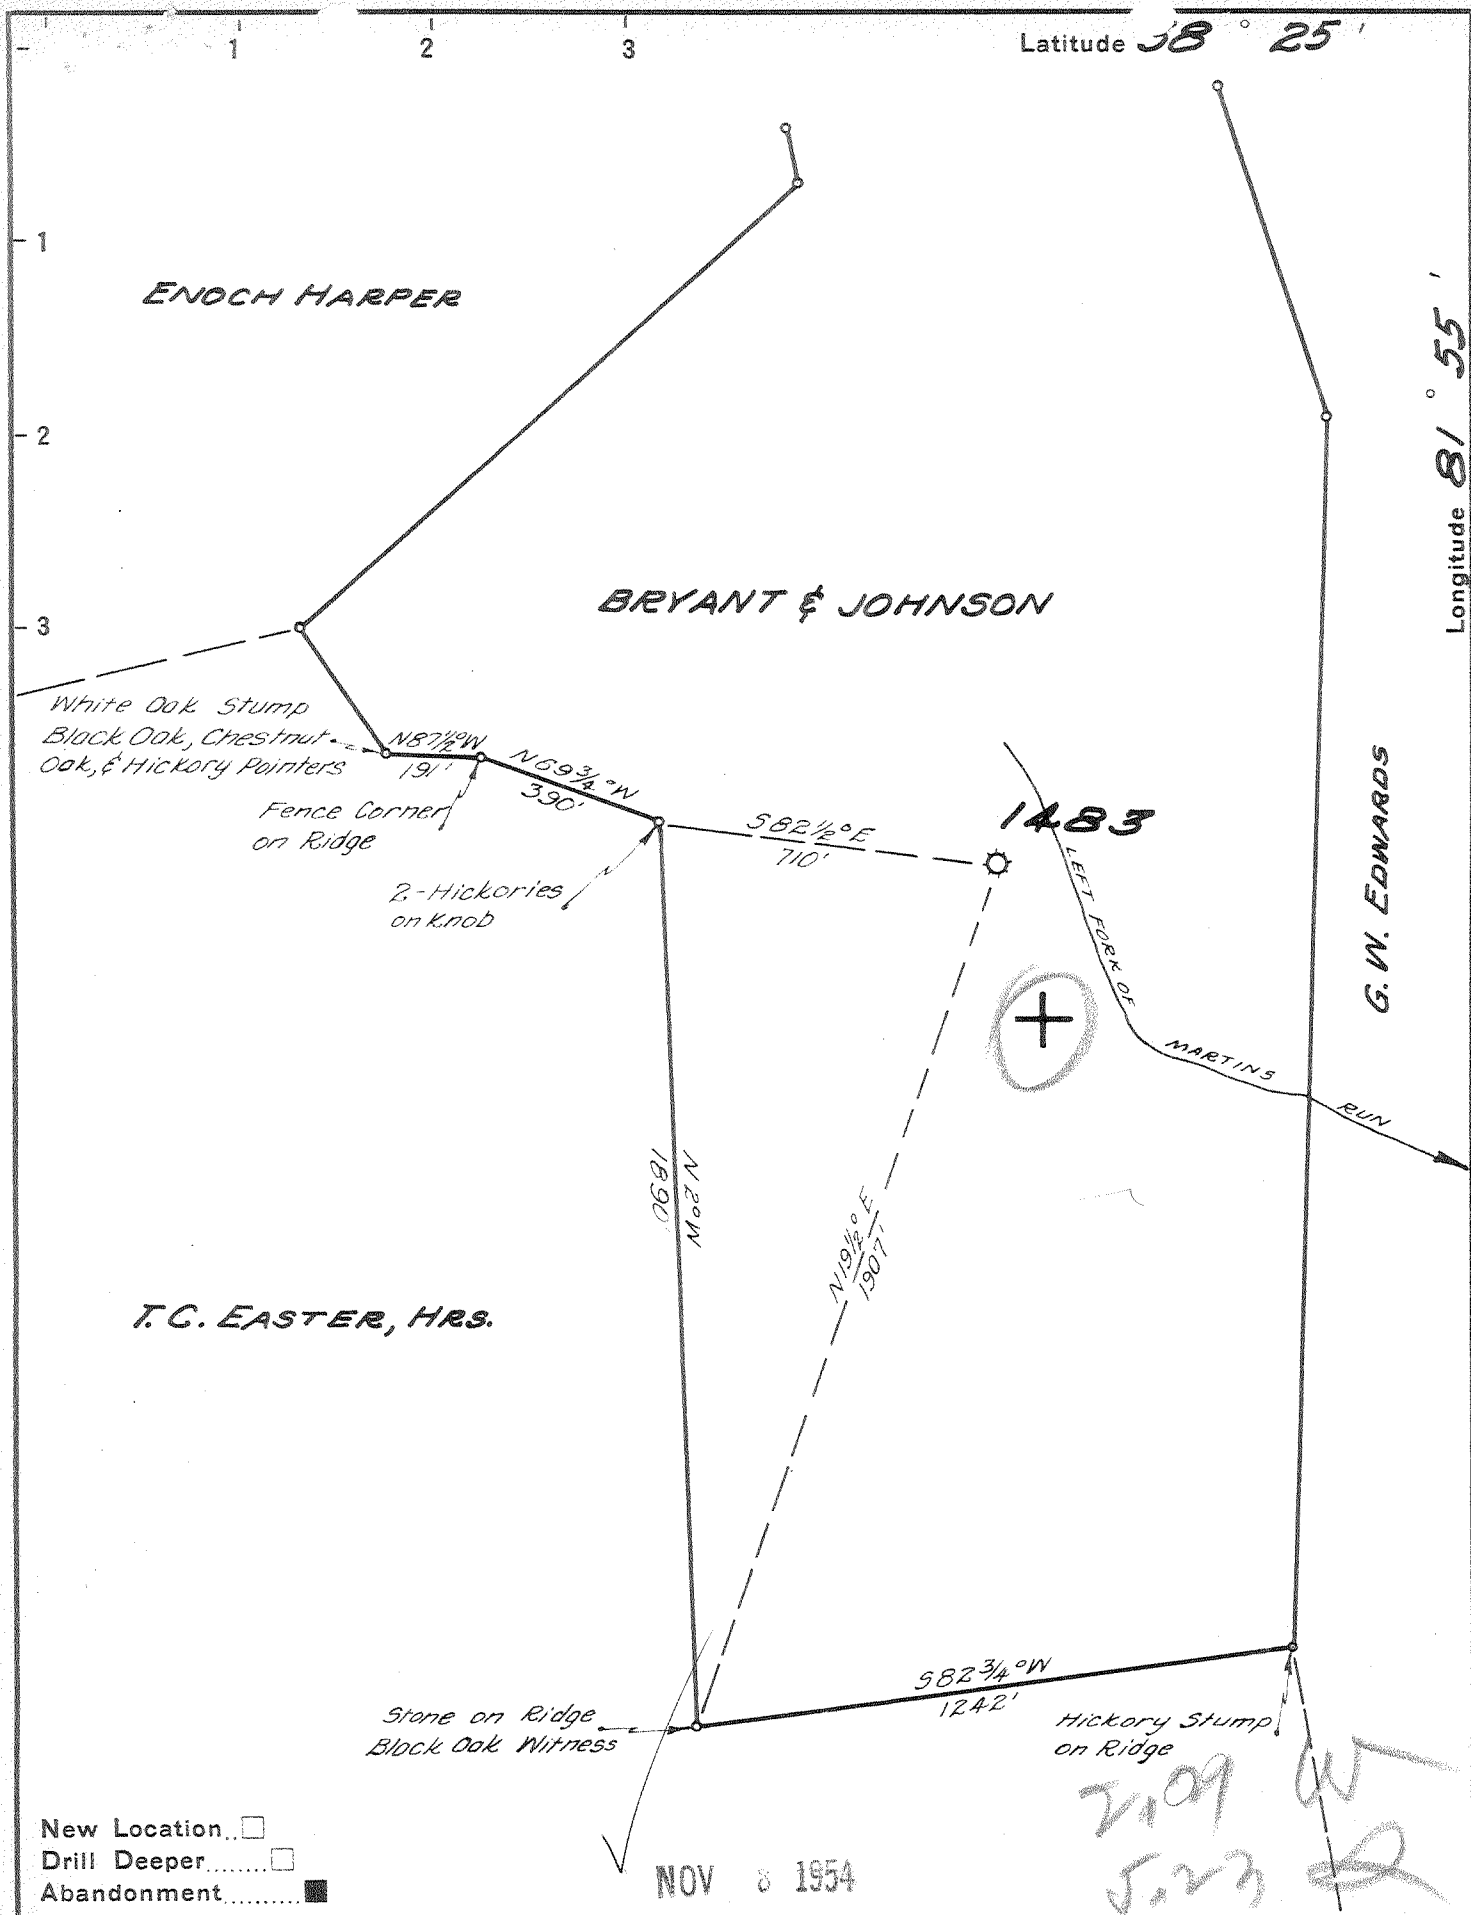 1 2 3
Latitude 38° 25'
1
2
3
Longitude 81° 55'
ENOCH HARPER
BRYANT & JOHNSON
White Oak Stump
Black Oak, Chestnut
Oak, & Hickory Pointers
N87½°W
191'
N69¾°W
390'
Fence Corner
on Ridge
S82½°E
710'
1483
2-Hickories
on Knob
LEFT FORK OF
MARTINS
RUN
G. W. EDWARDS
N2°W
1890
N19½°E
1907'
T. C. EASTER, HRS.
S82¾°W
1242'
Stone on Ridge
Black Oak Witness
Hickory Stump
on Ridge
New Location..
Drill Deeper........
Abandonment..........
NOV 8 1954
2.09 W
5.23